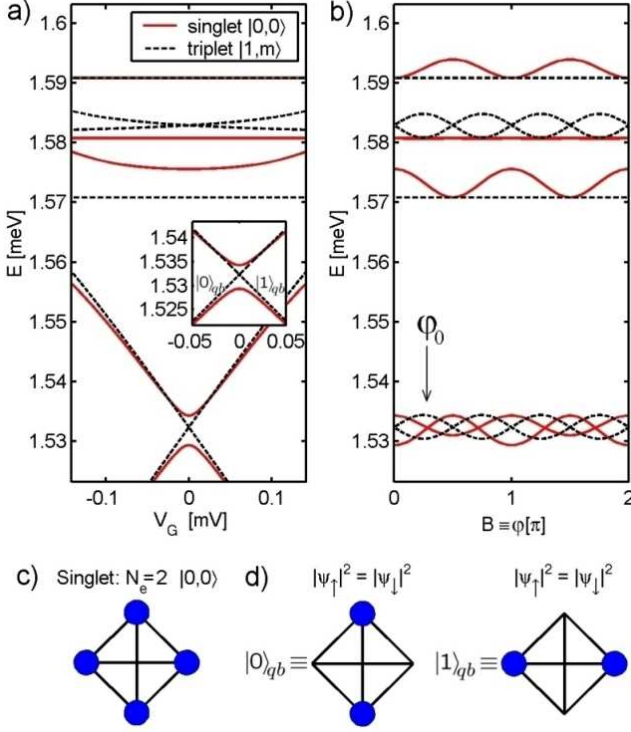 a)
b)
singlet |0,0⟩
triplet |1,m⟩
E [meV]
1.6
1.59
1.58
1.57
1.56
1.55
1.54
1.53
-0.1
0
0.1
V_G [mV]
1.54
1.535
1.53
1.525
-0.05
0
0.05
|0⟩qb
|1⟩qb
E [meV]
1.6
1.59
1.58
1.57
1.56
1.55
1.54
1.53
φ₀
0
1
2
B≡φ[π]
c) Singlet: N_e=2 |0,0⟩
d) |ψ↑|²=|ψ↓|²
|ψ↑|²=|ψ↓|²
|0⟩qb≡
|1⟩qb≡